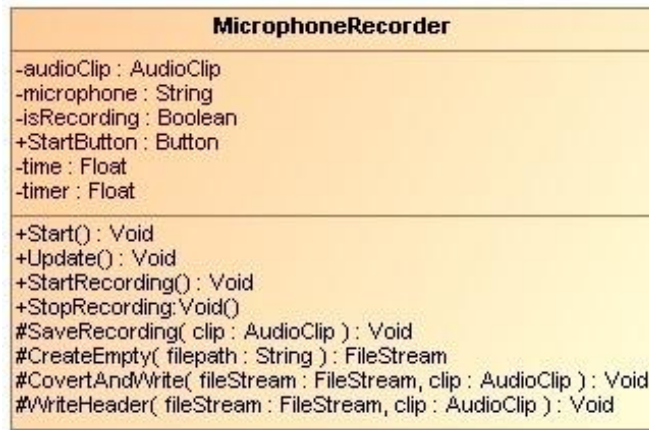 MicrophoneRecorder
-audioClip : AudioClip
-microphone : String
-isRecording : Boolean
+StartButton : Button
-time : Float
-timer : Float
+Start() : Void
+Update() : Void
+StartRecording() : Void
+StopRecording:Void()
#SaveRecording( clip : AudioClip ) : Void
#CreateEmpty( filepath : String ) : FileStream
#CovertAndWrite( fileStream : FileStream, clip : AudioClip ) : Void
#WriteHeader( fileStream : FileStream, clip : AudioClip ) : Void